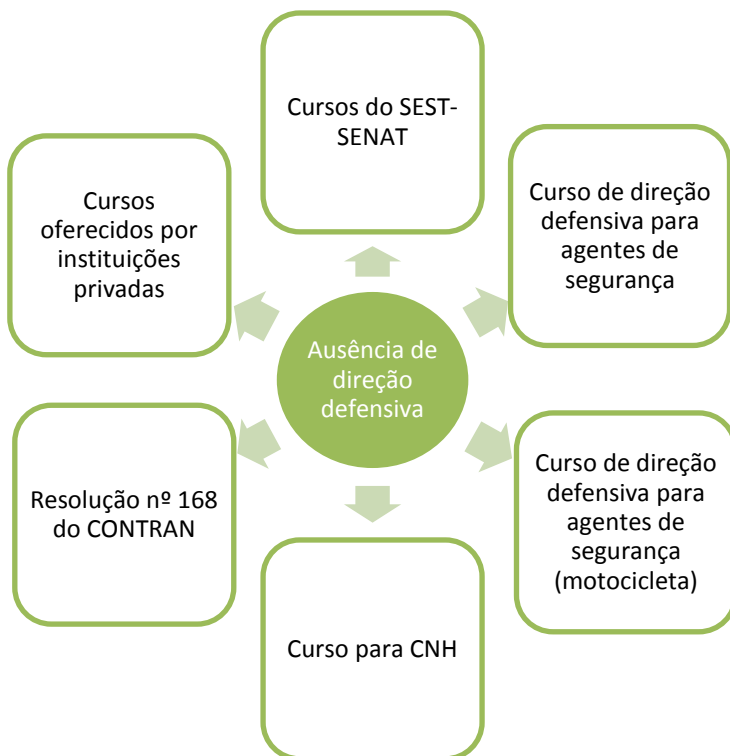 Cursos do SEST-
SENAT
Cursos
oferecidos por
instituições
privadas
Curso de direção
defensiva para
agentes de
segurança
Ausência de
direção
defensiva
Resolução nº 168
do CONTRAN
Curso de direção
defensiva para
agentes de
segurança
(motocicleta)
Curso para CNH